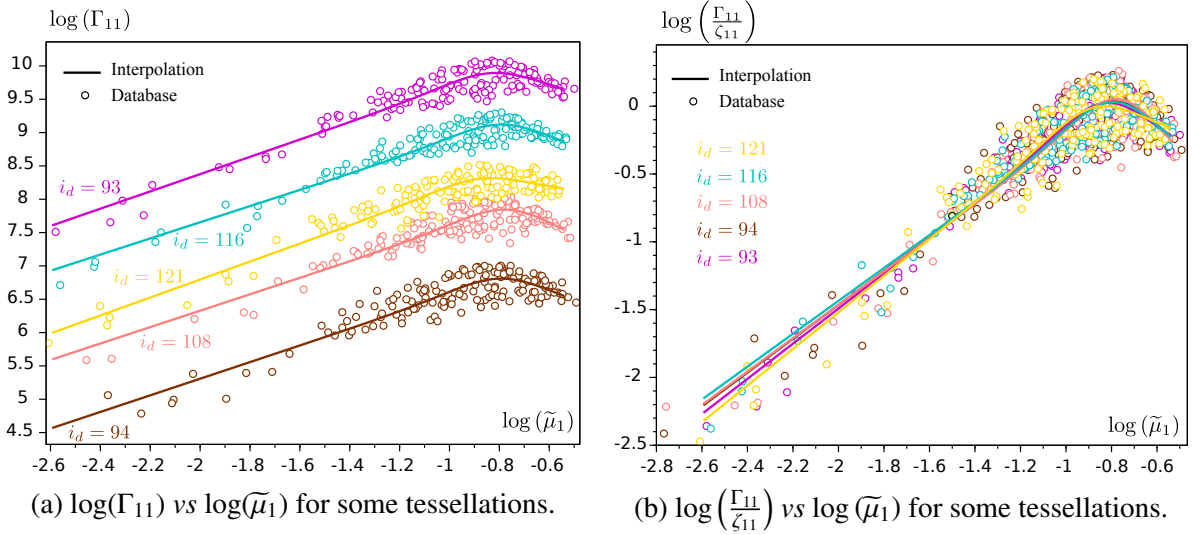 log (Γ₁₁)
10
9.5
9
8.5
8
7.5
7
6.5
6
5.5
5
4.5
Interpolation
Database
i_d = 93
i_d = 116
i_d = 121
i_d = 108
i_d = 94
log (μ̃₁)
-2.6 -2.4 -2.2 -2 -1.8 -1.6 -1.4 -1.2 -1 -0.8 -0.6
(a) log(Γ₁₁) vs log(μ̃₁) for some tessellations.
log (Γ₁₁/ζ₁₁)
0
-0.5
-1
-1.5
-2
-2.5
Interpolation
Database
i_d = 121
i_d = 116
i_d = 108
i_d = 94
i_d = 93
log (μ̃₁)
-2.8 -2.6 -2.4 -2.2 -2 -1.8 -1.6 -1.4 -1.2 -1 -0.8 -0.6
(b) log (Γ₁₁/ζ₁₁) vs log (μ̃₁) for some tessellations.